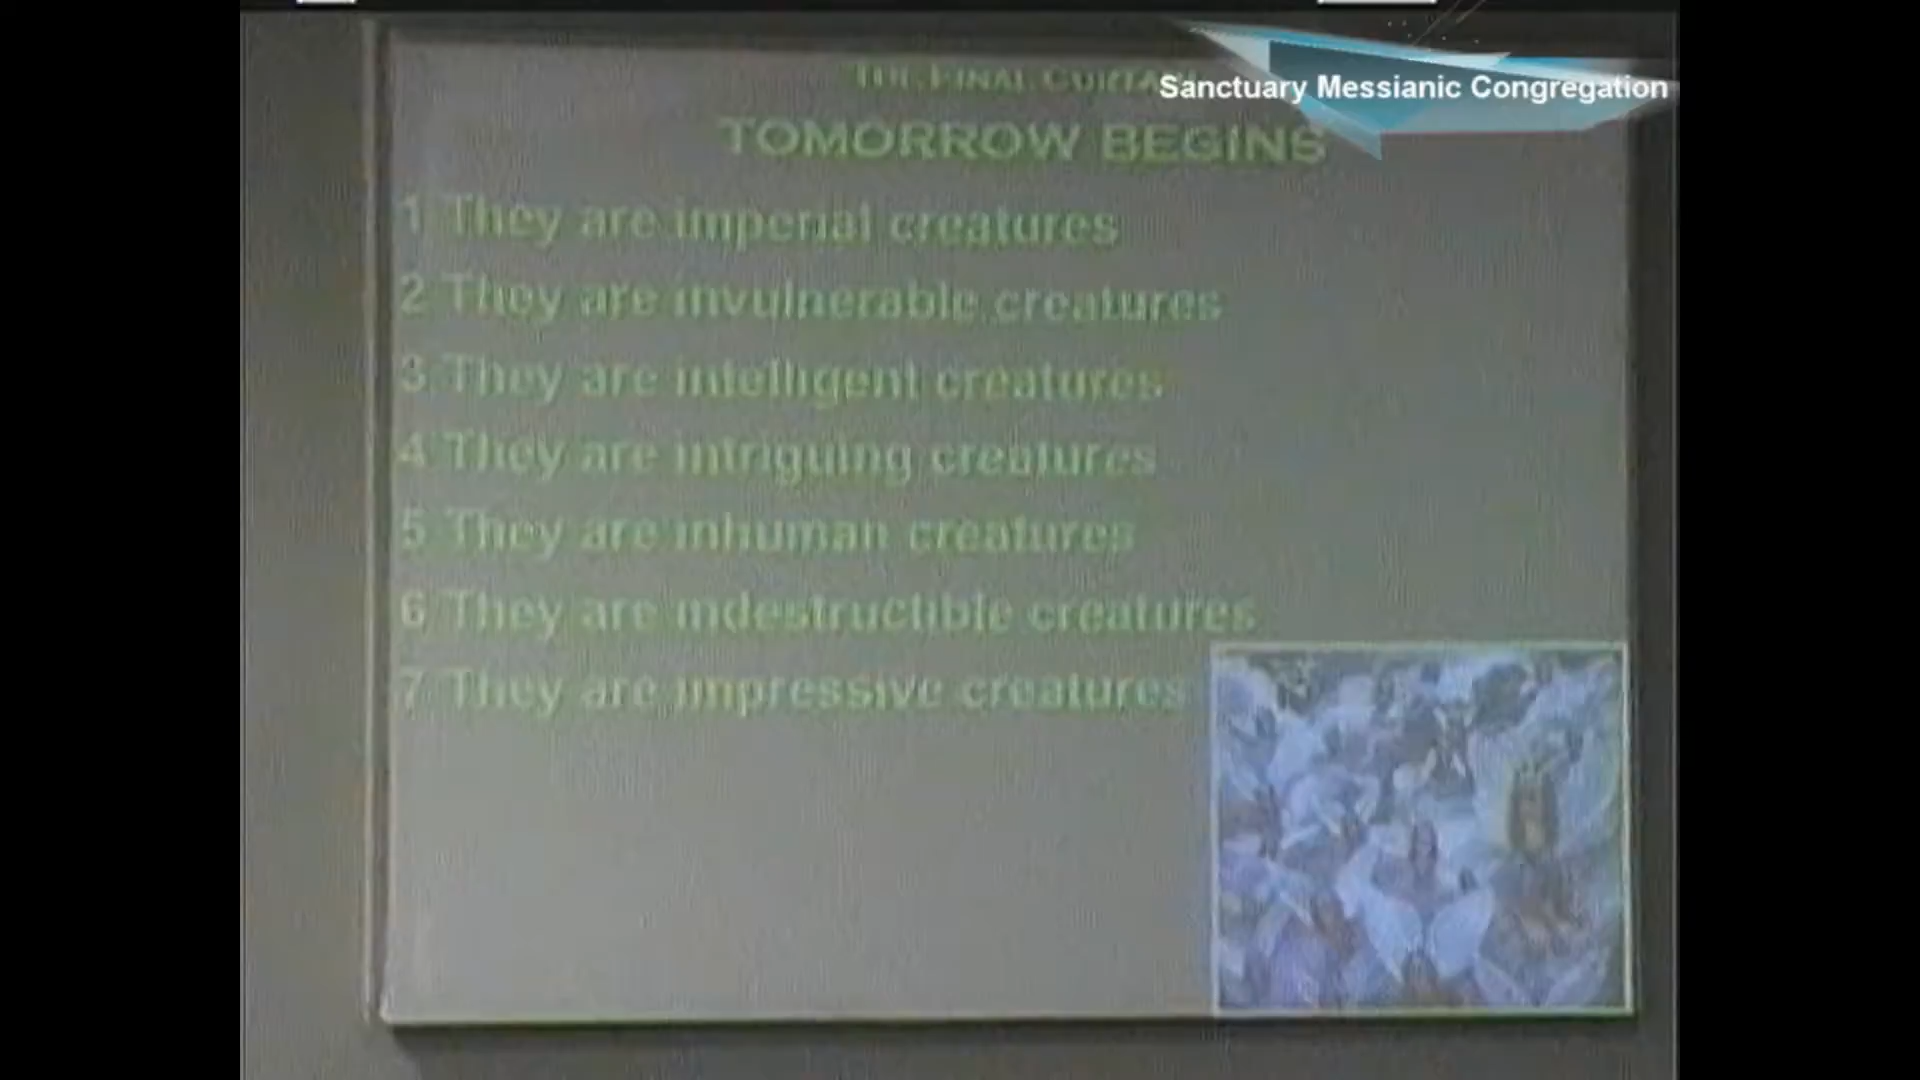 THE FINAL
Sanctuary Messianic Congregation
TOMORROW BEGINS
1 They are imperial creatures
2 They are invulnerable creatures
3 They are intelligent creatures
4 They are intriguing creatures
5 They are inhuman creatures
6 They are indestructible creatures
7 They are impressive creatures